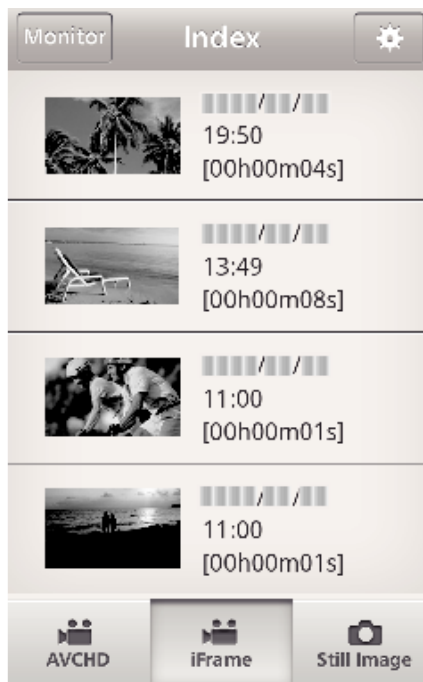 Monitor
Index
19:50
[00h00m04s]
13:49
[00h00m08s]
11:00
[00h00m01s]
11:00
[00h00m01s]
AVCHD
iFrame
Still Image